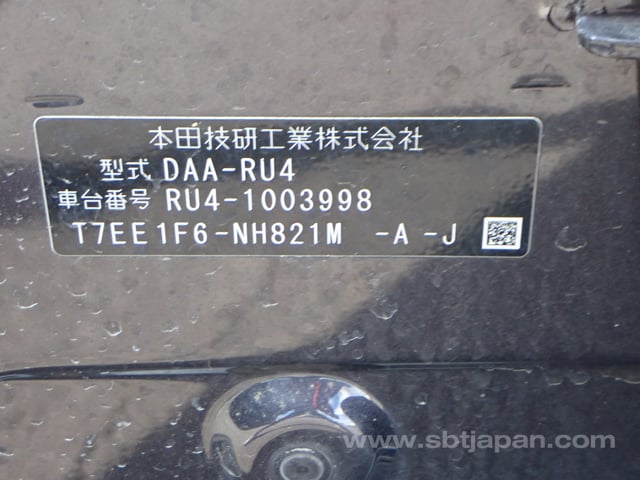 本田技研工業株式会社
型式 DAA-RU4
車台番号 RU4-1003998
T7EE1F6-NH821M -A -J
www.sbtjapan.com